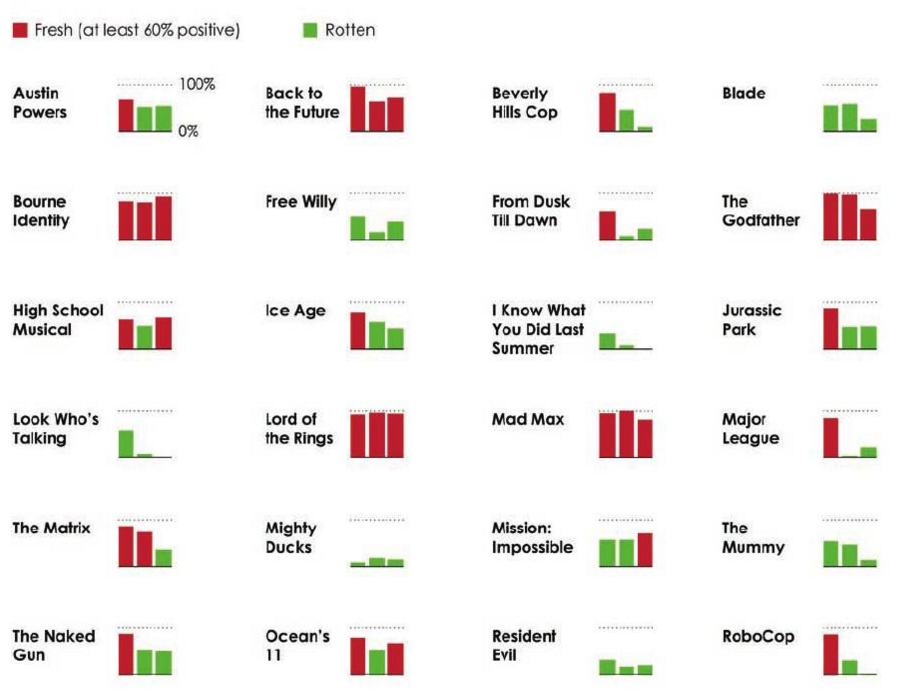 Fresh (at least 60% positive)
Rotten
Austin
Powers
100%
0%
Back to
the Future
Beverly
Hills Cop
Blade
Bourne
Identity
Free Willy
From Dusk
Till Dawn
The
Godfather
High School
Musical
Ice Age
I Know What
You Did Last
Summer
Jurassic
Park
Look Who's
Talking
Lord of
the Rings
Mad Max
Major
League
The Matrix
Mighty
Ducks
Mission:
Impossible
The
Mummy
The Naked
Gun
Ocean's
11
Resident
Evil
RoboCop